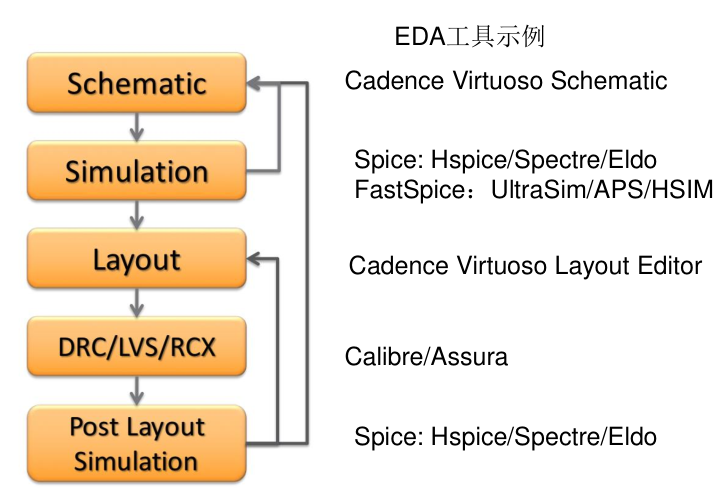 EDA工具示例
Schematic
Cadence Virtuoso Schematic
Simulation
Spice: Hspice/Spectre/Eldo
FastSpice：UltraSim/APS/HSIM
Layout
Cadence Virtuoso Layout Editor
DRC/LVS/RCX
Calibre/Assura
Post Layout
Simulation
Spice: Hspice/Spectre/Eldo